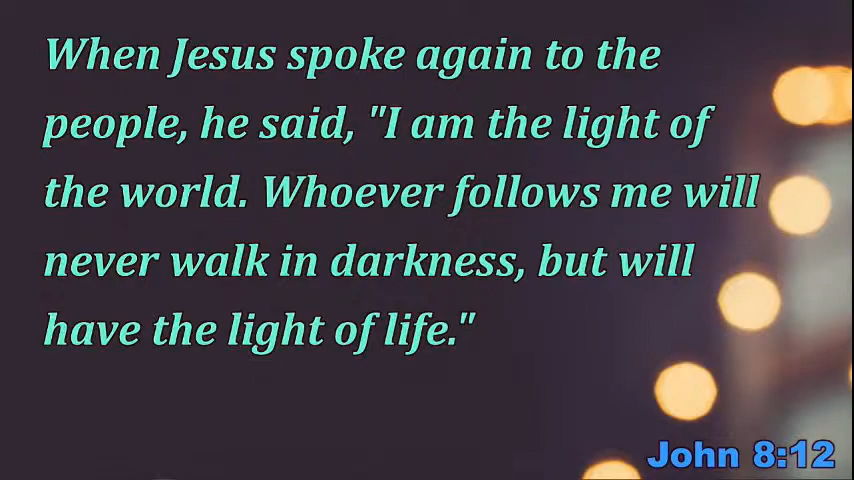 When Jesus spoke again to the
people, he said, "I am the light of
the world. Whoever follows me will
never walk in darkness, but will
have the light of life."
John 8:12